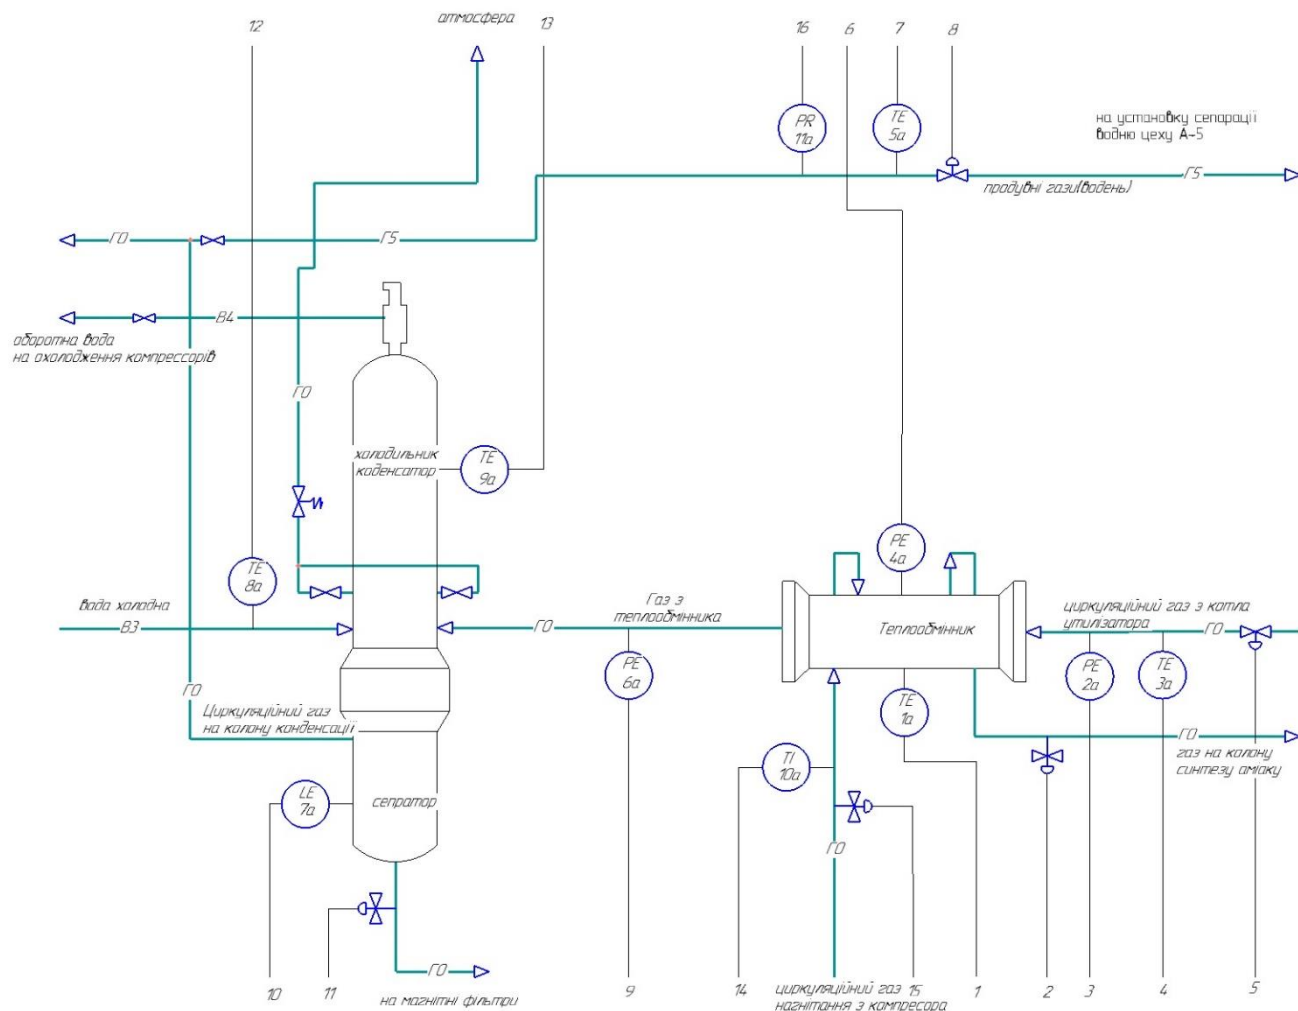 12
атмосфера
13
16
6
7
8
PR
11а
TE
5а
на установку сепарації
водню цеху А-5
Г5
продувні гази(водень)
ГО
Г5
В4
оборотна вода
на охолодження компрессорів
ГО
холодильник
каденсатор
TE
9а
TE
8а
PE
4а
вода холодна
В3
Газ з
теплообмінника
ГО
Теплообмінник
циркуляційний газ з котла
утилизатора
ГО
PE
6а
PE
2а
TE
3а
ГО
Циркуляційний газ
на колону конденсації
TE
1а
ГО
газ на колону
синтезу аміаку
TI
10а
LE
7а
сепратор
ГО
ГО
на магнітні фільтри
10
11
9
14
циркуляційний газ
нагнітання з компресора
15
1
2
3
4
5